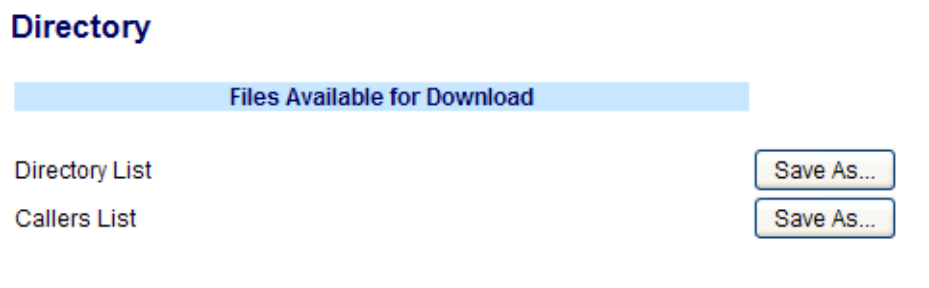 Directory
Files Available for Download
Directory List Save As...
Callers List Save As...